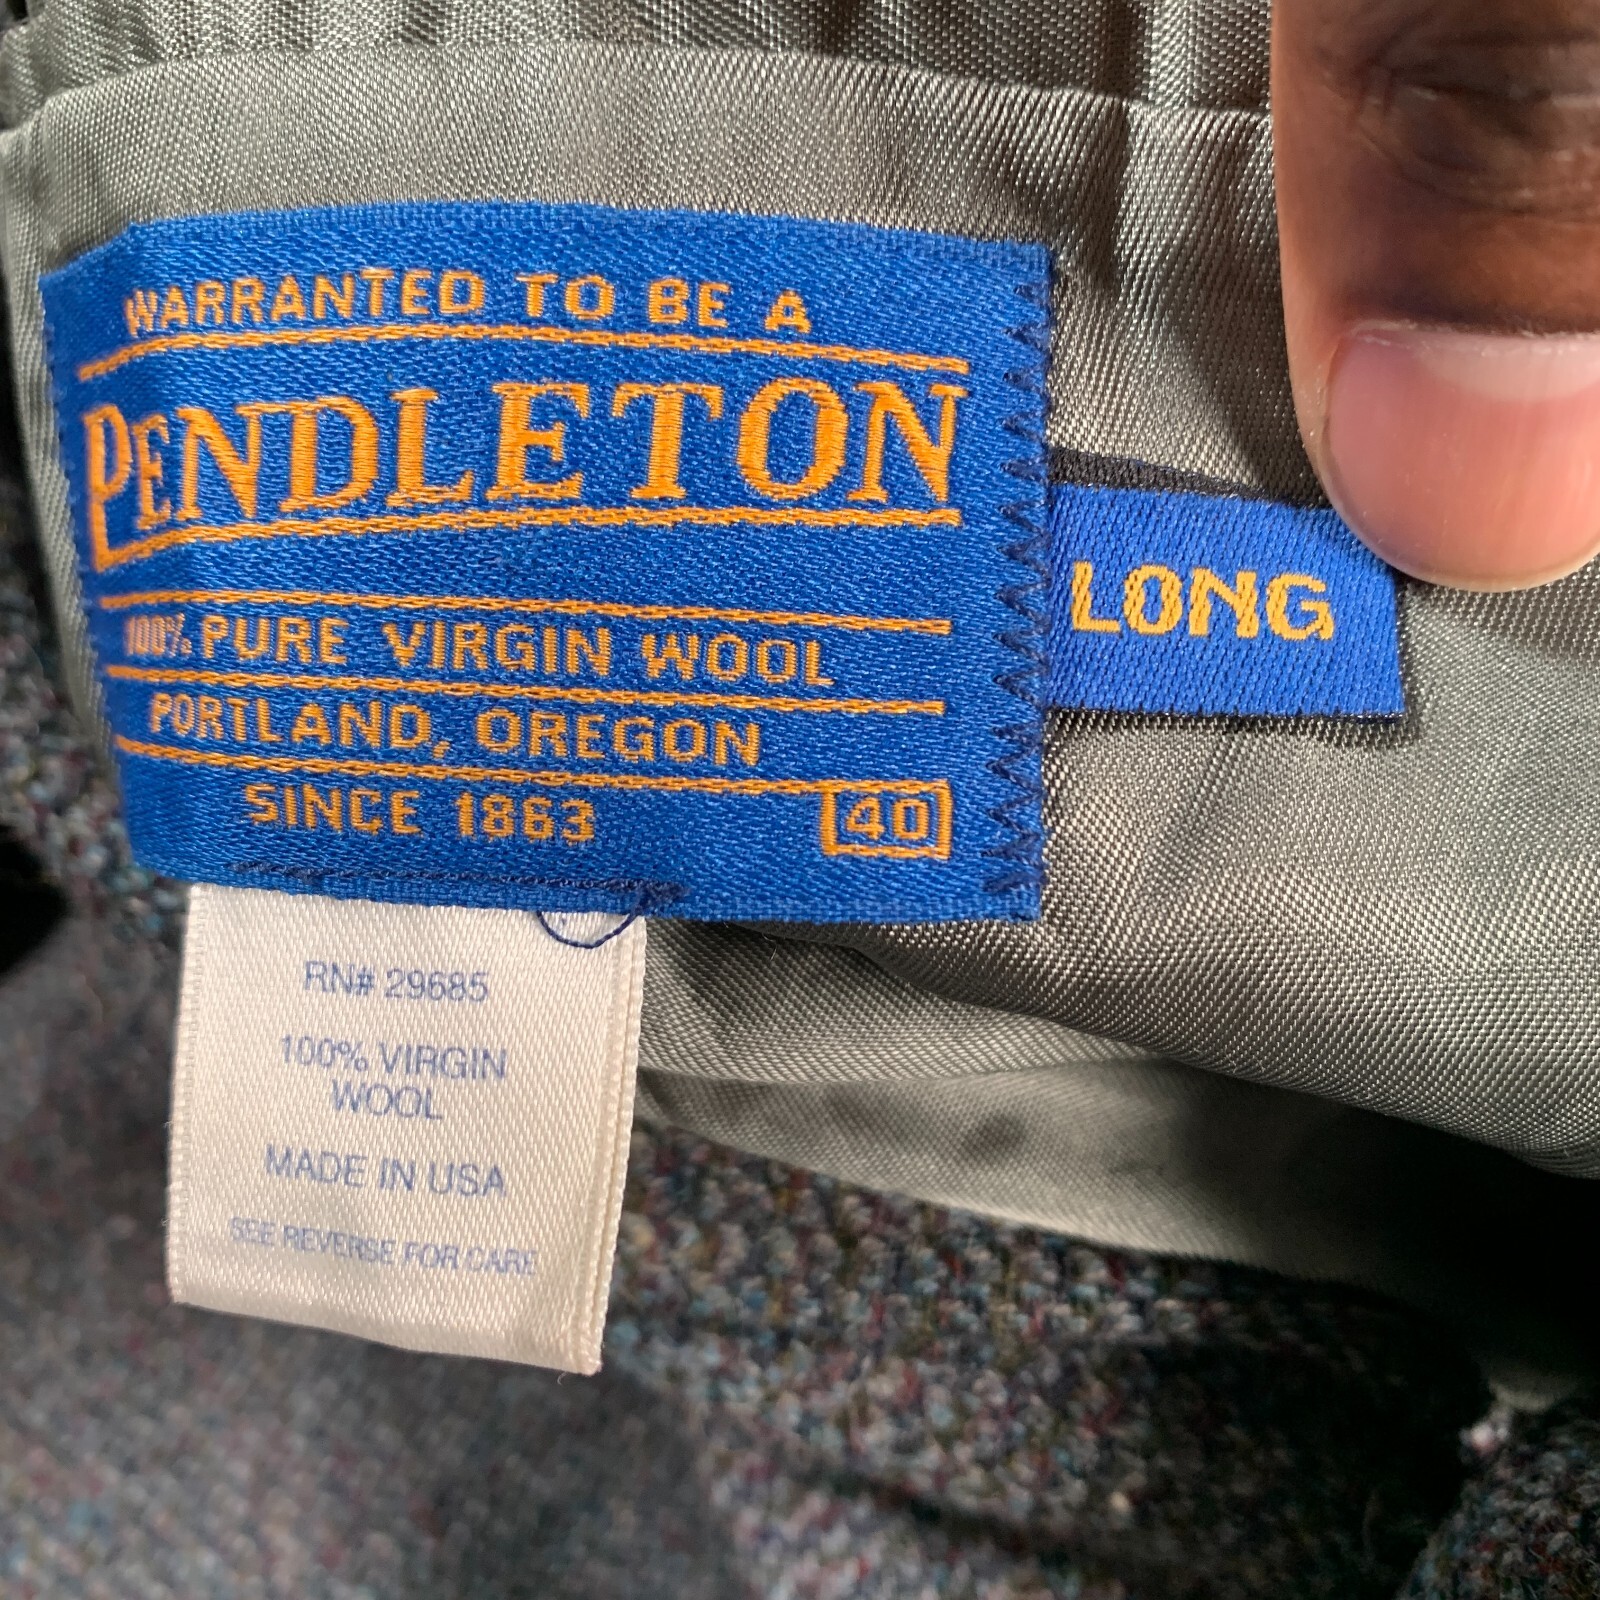 WARRANTED TO BE A
PENDLETON
LONG
100% PURE VIRGIN WOOL
PORTLAND, OREGON
SINCE 1863
40
RN# 29685
100% VIRGIN
WOOL
MADE IN USA
SEE REVERSE FOR CARE